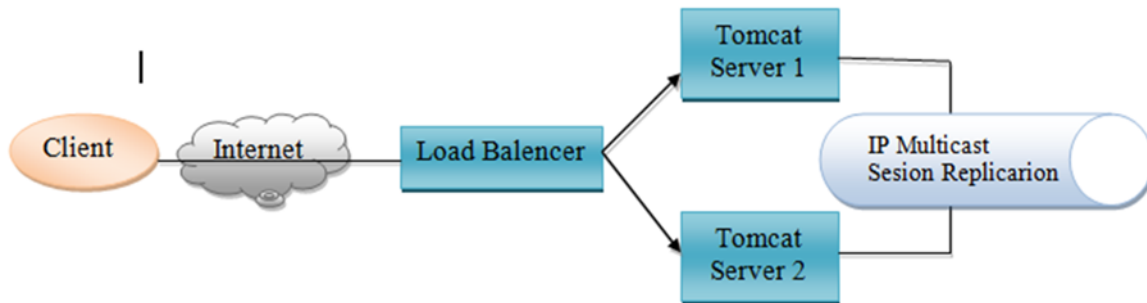 Client
Internet
Load Balencer
Tomcat
Server 1
IP Multicast
Sesion Replicarion
Tomcat
Server 2